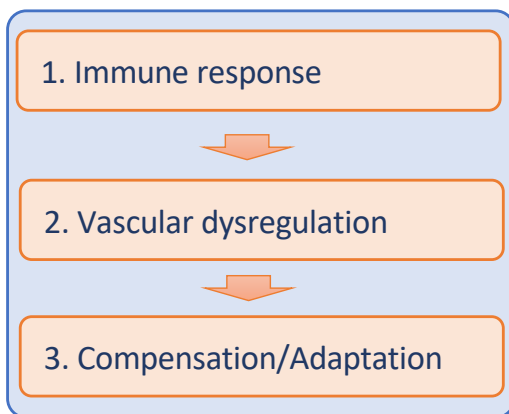 1. Immune response
2. Vascular dysregulation
3. Compensation/Adaptation